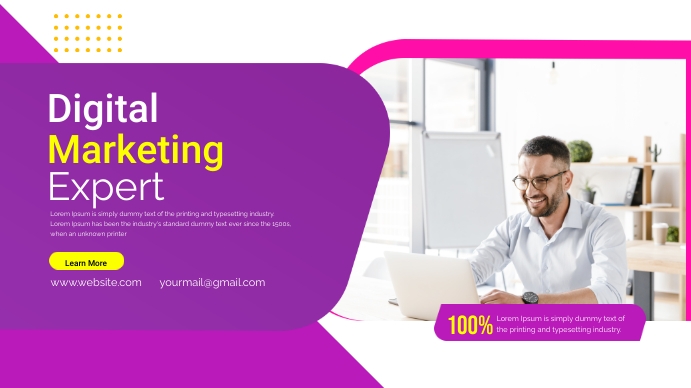 Digital
Marketing
Expert
Lorem Ipsum is simply dummy text of the printing and typesetting industry.
Lorem Ipsum has been the industry's standard dummy text ever since the 1500s,
when an unknown printer
Learn More
www.website.com yourmail@gmail.com
100%
Lorem Ipsum is simply dummy text of
the printing and typesetting industry.